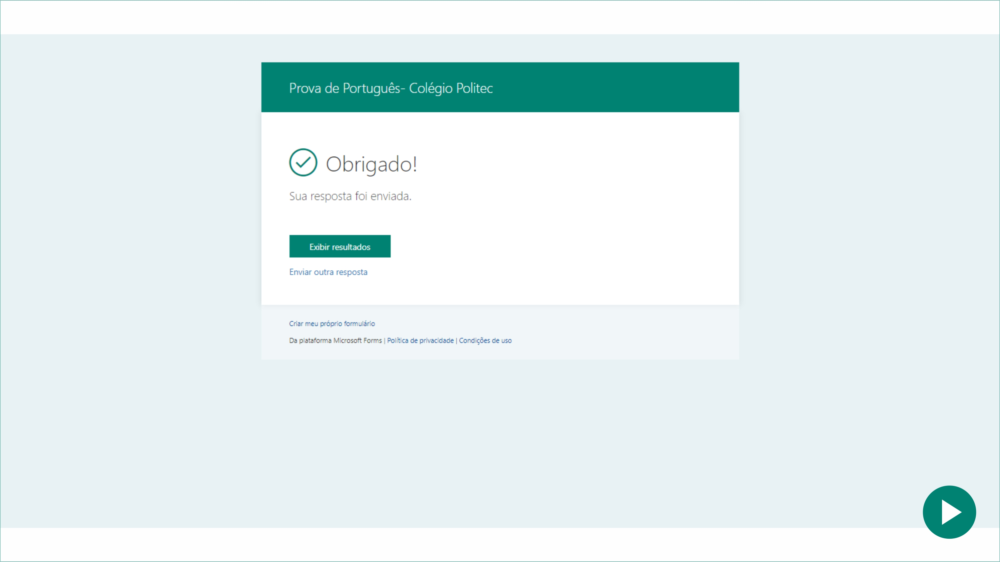 Prova de Português- Colégio Politec
Obrigado!
Sua resposta foi enviada.
Exibir resultados
Enviar outra resposta
Criar meu próprio formulário
Da plataforma Microsoft Forms | Política de privacidade | Condições de uso